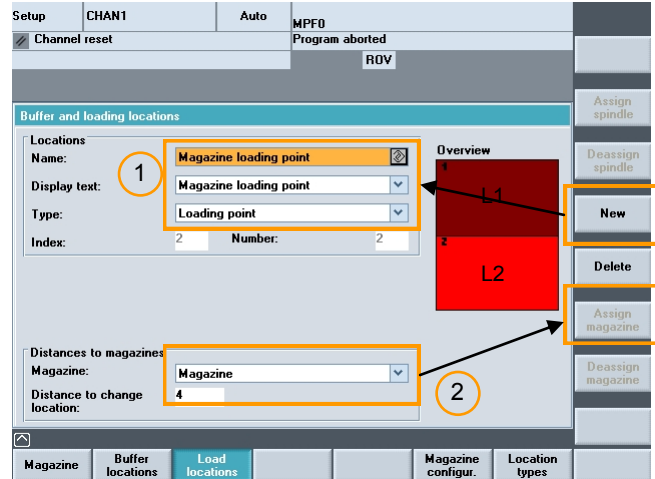 Setup CHAN1 Auto MPF0
Channel reset Program aborted
ROV
Buffer and loading locations
Locations
Name: Magazine loading point
Display text: Magazine loading point
Type: Loading point
Index: 2 Number: 2
1
Overview
1
L1
2
L2
Distances to magazines
Magazine: Magazine
Distance to change 4
location:
2
Assign
spindle
Deassign
spindle
New
Delete
Assign
magazine
Deassign
magazine
Magazine
Buffer
locations
Load
locations
Magazine
configur.
Location
types